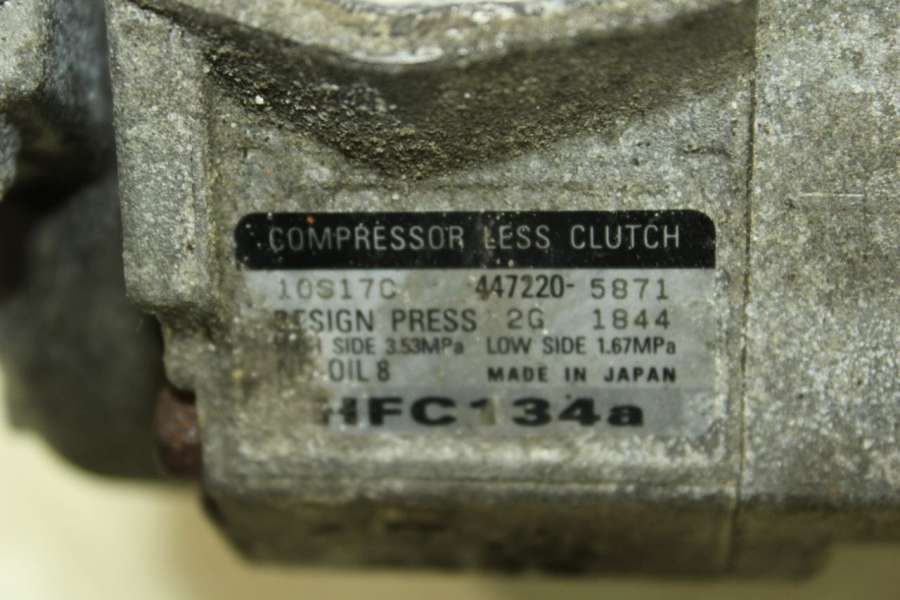 COMPRESSOR LESS CLUTCH
10S17C 447220-5871
DESIGN PRESS 2G 1844
HIGH SIDE 3.53MPa LOW SIDE 1.67MPa
OIL 8 MADE IN JAPAN
HFC134a